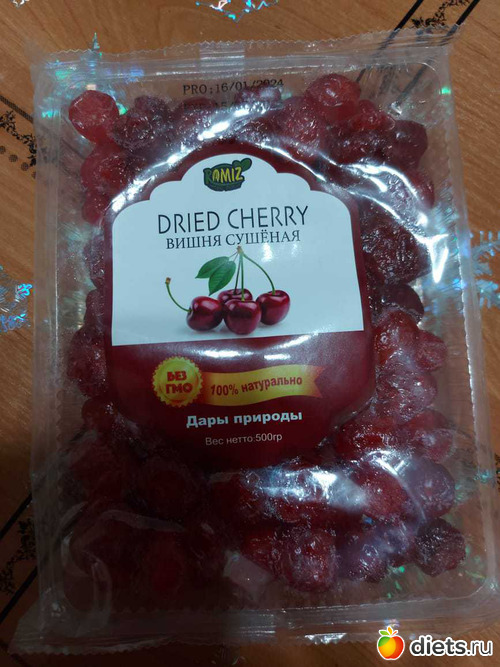 PRO: 16/01/2024
RAMIZ
DRIED CHERRY
ВИШНЯ СУШЁНАЯ
БЕЗ
ГМО
100% натурально
Дары природы
Вес нетто.500гр
diets.ru